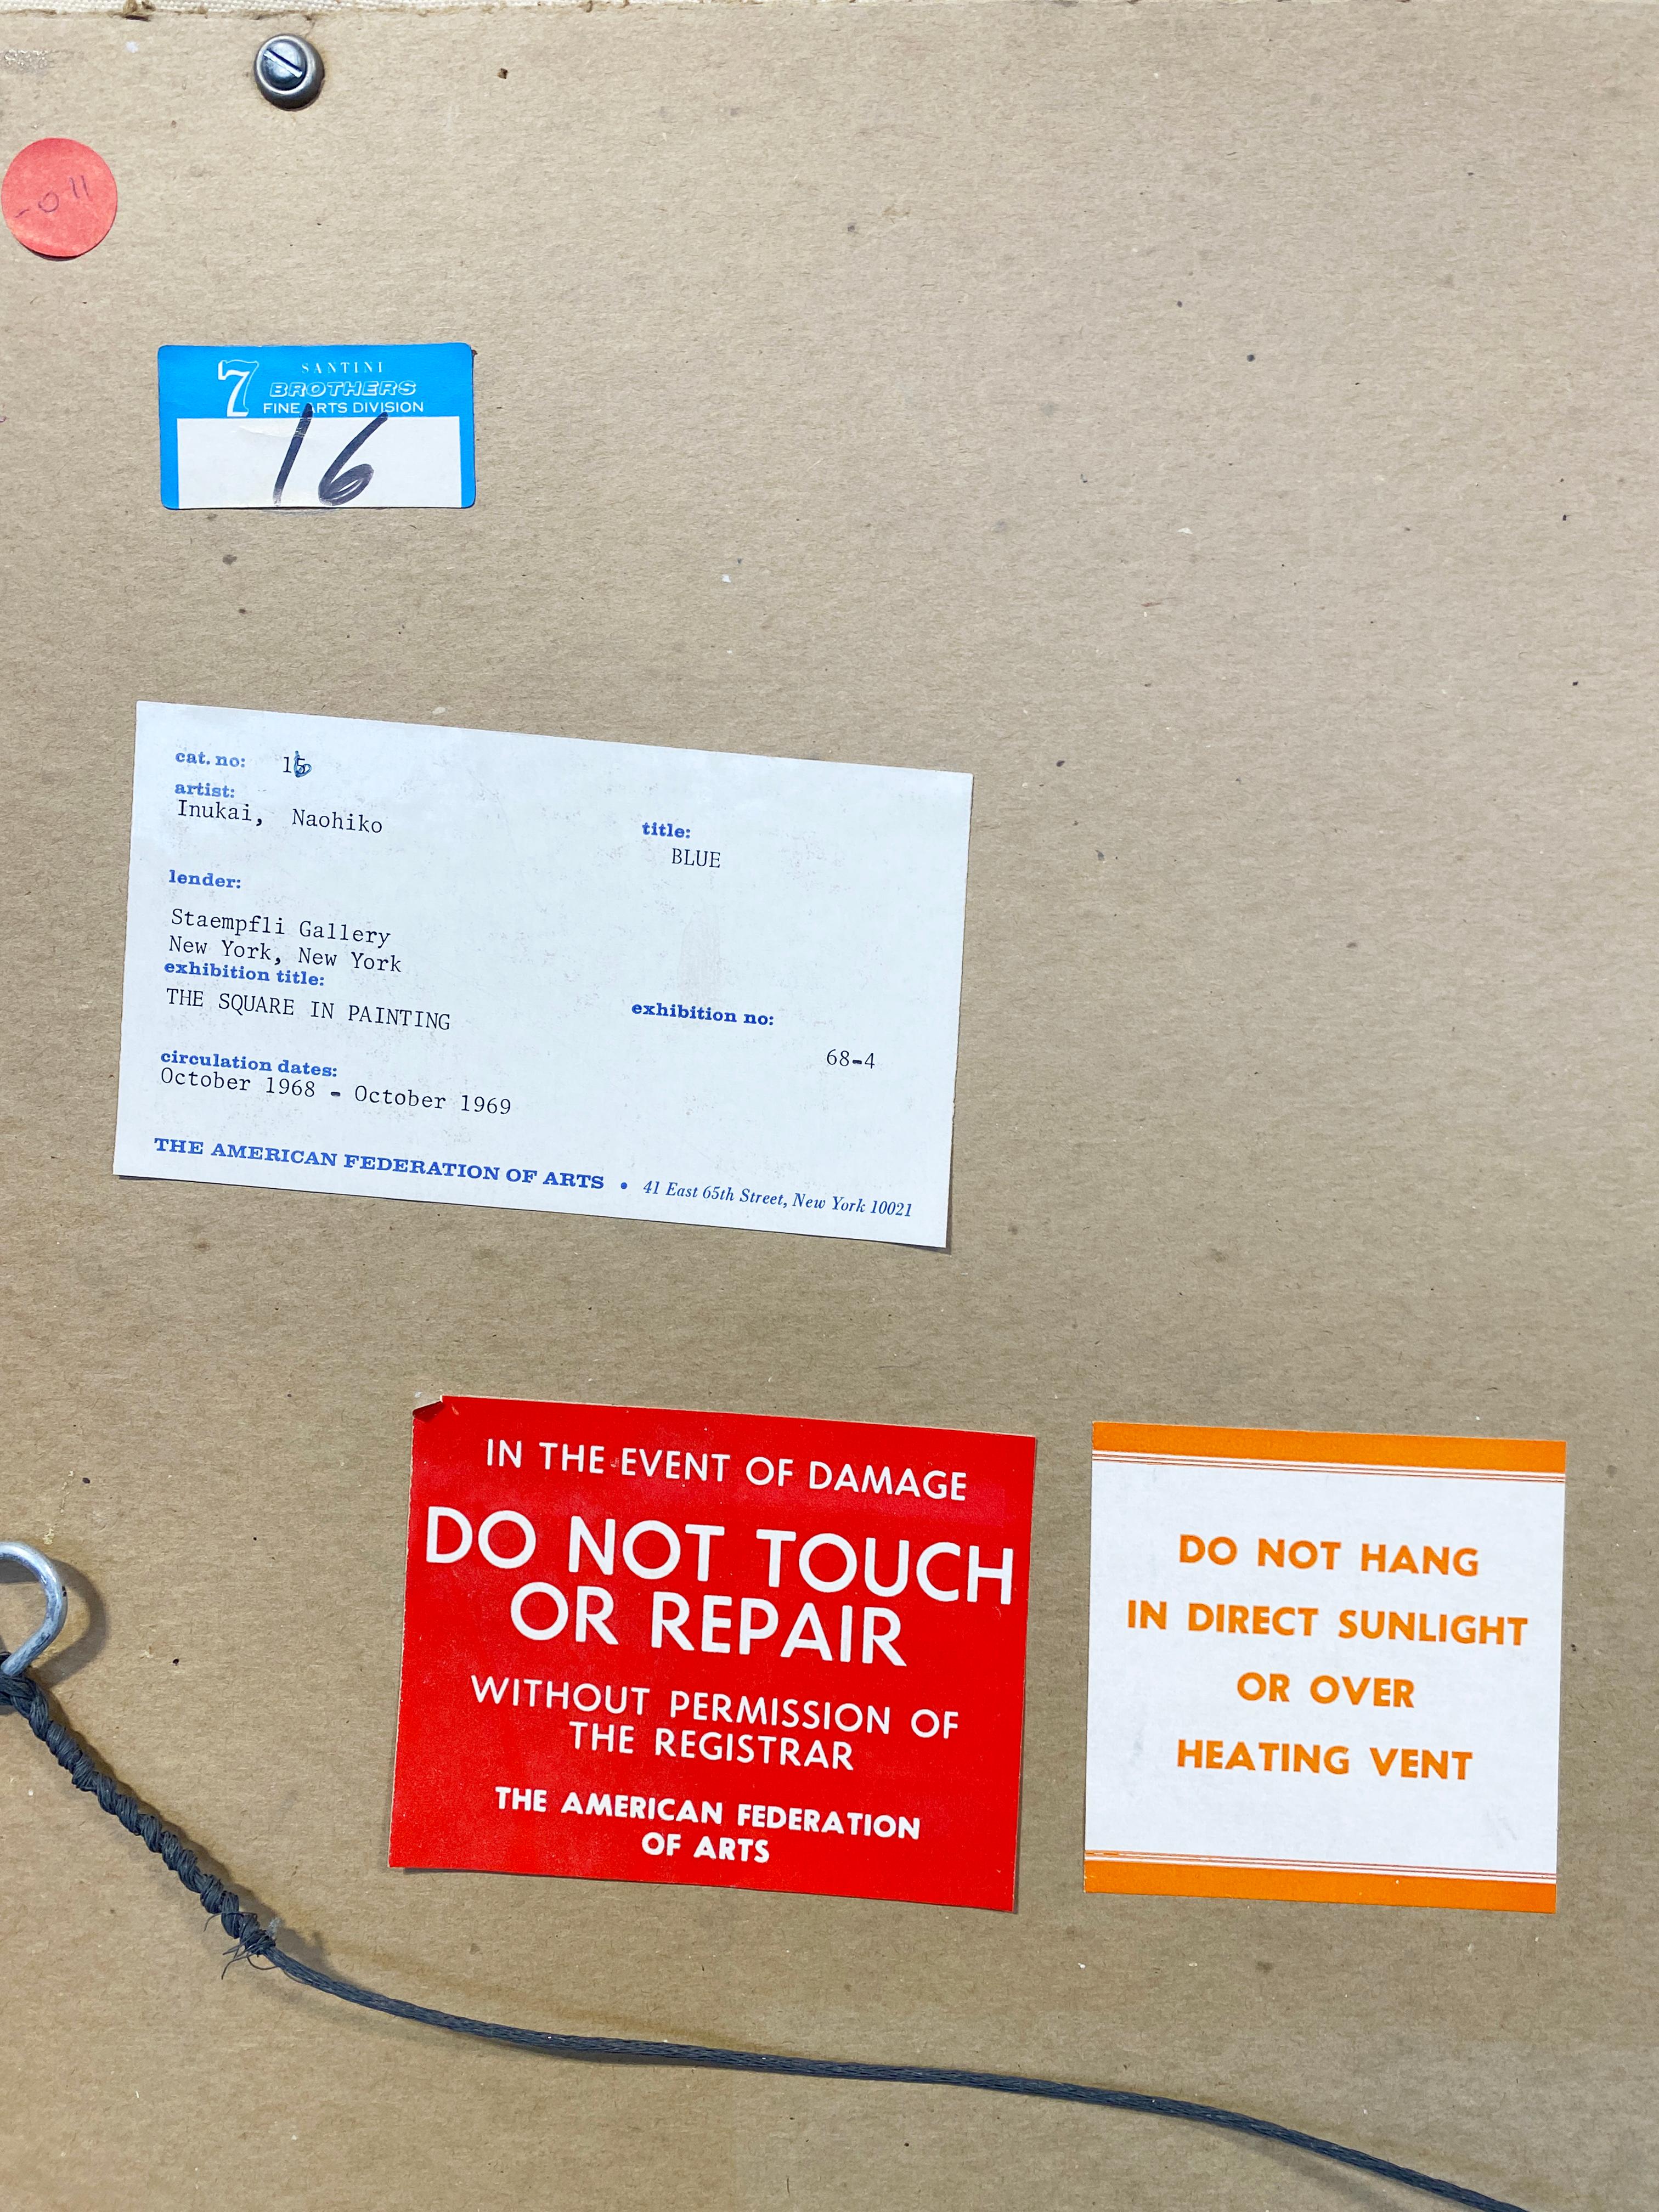 -011
7 SANTINI
BROTHERS
FINE ARTS DIVISION
16
cat. no: 16
artist:
Inukai, Naohiko
title:
BLUE
lender:
Staempfli Gallery
New York, New York
exhibition title:
THE SQUARE IN PAINTING
exhibition no:
68-4
circulation dates:
October 1968 - October 1969
THE AMERICAN FEDERATION OF ARTS • 41 East 65th Street, New York 10021
IN THE EVENT OF DAMAGE
DO NOT TOUCH
OR REPAIR
WITHOUT PERMISSION OF
THE REGISTRAR
THE AMERICAN FEDERATION
OF ARTS
DO NOT HANG
IN DIRECT SUNLIGHT
OR OVER
HEATING VENT